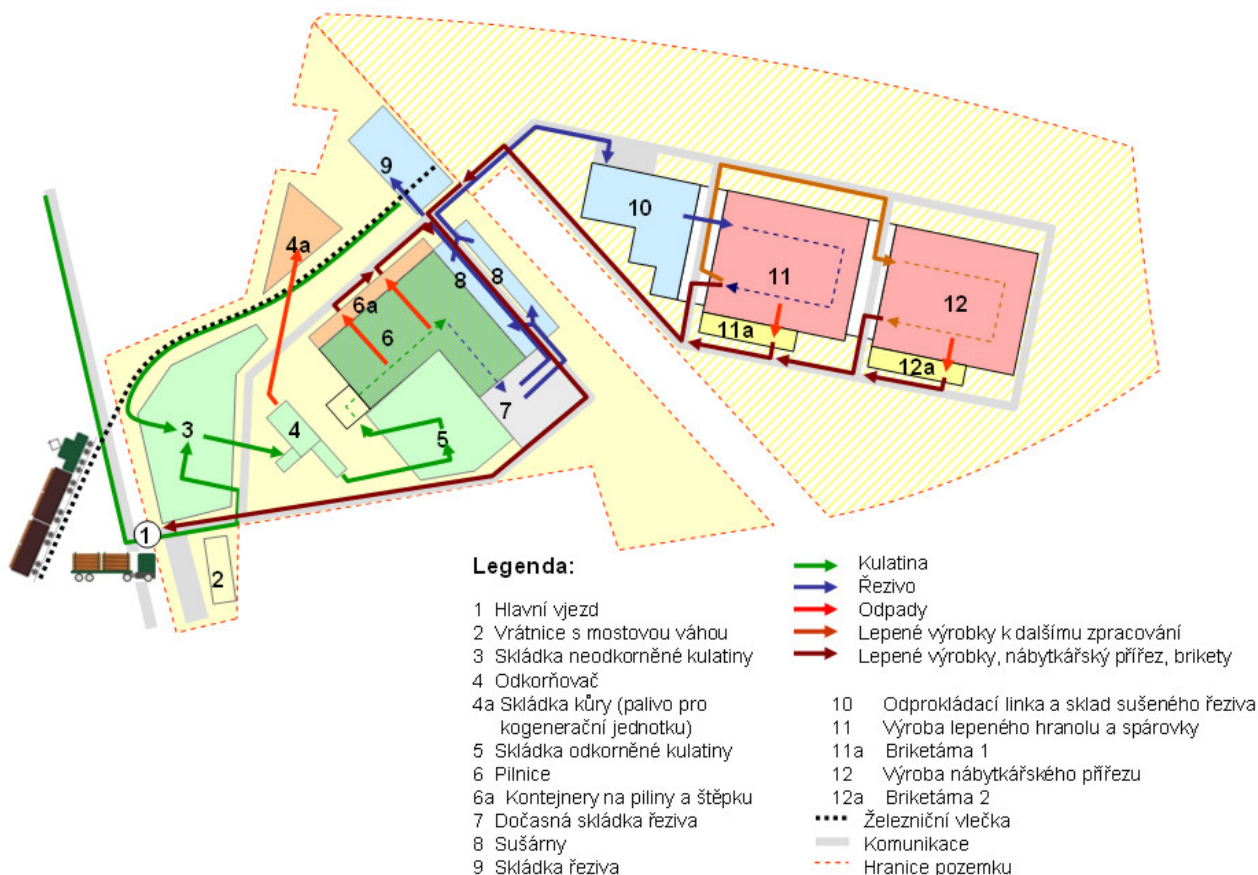 9
4a
10
8
8
6a
6
11
12
11a
12a
7
3
4
5
1
2
Legenda:
1 Hlavní vjezd
2 Vrátnice s mostovou váhou
3 Skládka neodkorněné kulatiny
4 Odkorňovač
4a Skládka kůry (palivo pro
kogenerační jednotku)
5 Skládka odkorněné kulatiny
6 Pilnice
6a Kontejnery na piliny a štěpku
7 Dočasná skládka řeziva
8 Sušárny
9 Skládka řeziva
Kulatina
Řezivo
Odpady
Lepené výrobky k dalšímu zpracování
Lepené výrobky, nábytkářský přířez, brikety
10 Odprokládací linka a sklad sušeného řeziva
11 Výroba lepeného hranolu a spárovky
11a Briketárna 1
12 Výroba nábytkářského přířezu
12a Briketárna 2
Železniční vlečka
Komunikace
Hranice pozemku